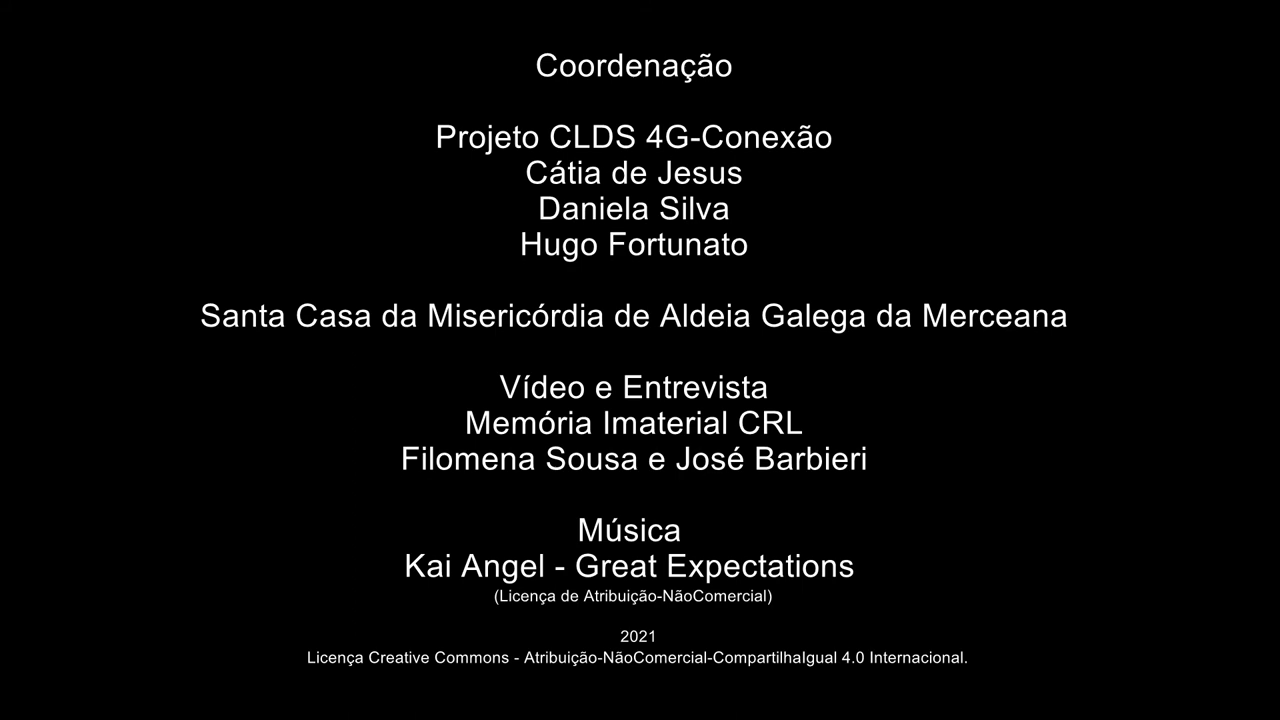 Coordenação
Projeto CLDS 4G-Conexão
Cátia de Jesus
Daniela Silva
Hugo Fortunato
Santa Casa da Misericórdia de Aldeia Galega da Merceana
Vídeo e Entrevista
Memória Imaterial CRL
Filomena Sousa e José Barbieri
Música
Kai Angel - Great Expectations
(Licença de Atribuição-NãoComercial)
2021
Licença Creative Commons - Atribuição-NãoComercial-CompartilhaIgual 4.0 Internacional.